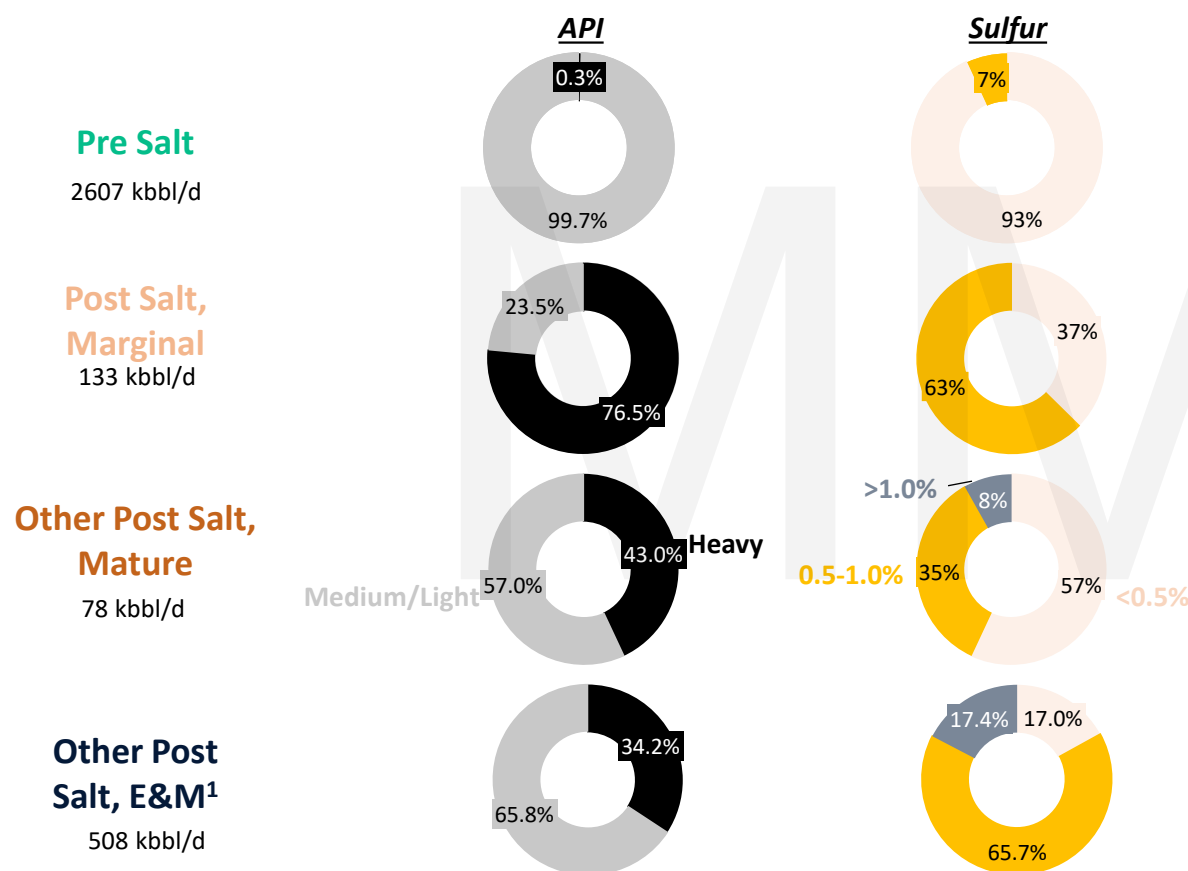 API
Sulfur
0.3%
7%
Pre Salt
2607 kbbl/d
99.7%
93%
Post Salt,
Marginal
133 kbbl/d
23.5%
76.5%
37%
63%
Other Post Salt,
Mature
78 kbbl/d
Medium/Light
57.0%
43.0%
Heavy
>1.0%
8%
0.5-1.0%
35%
57%
<0.5%
Other Post
Salt, E&M¹
508 kbbl/d
34.2%
65.8%
17.4%
17.0%
65.7%